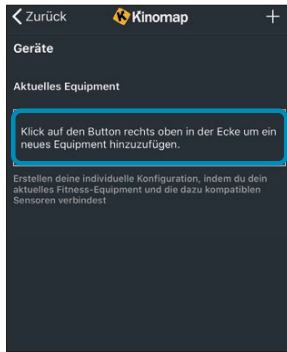 Zurück Kinomap +
Geräte
Aktuelles Equipment
Klick auf den Button rechts oben in der Ecke um ein
neues Equipment hinzuzufügen.
Erstellen deine individuelle Konfiguration, indem du dein
aktuelles Fitness-Equipment und die dazu kompatiblen
Sensoren verbindest